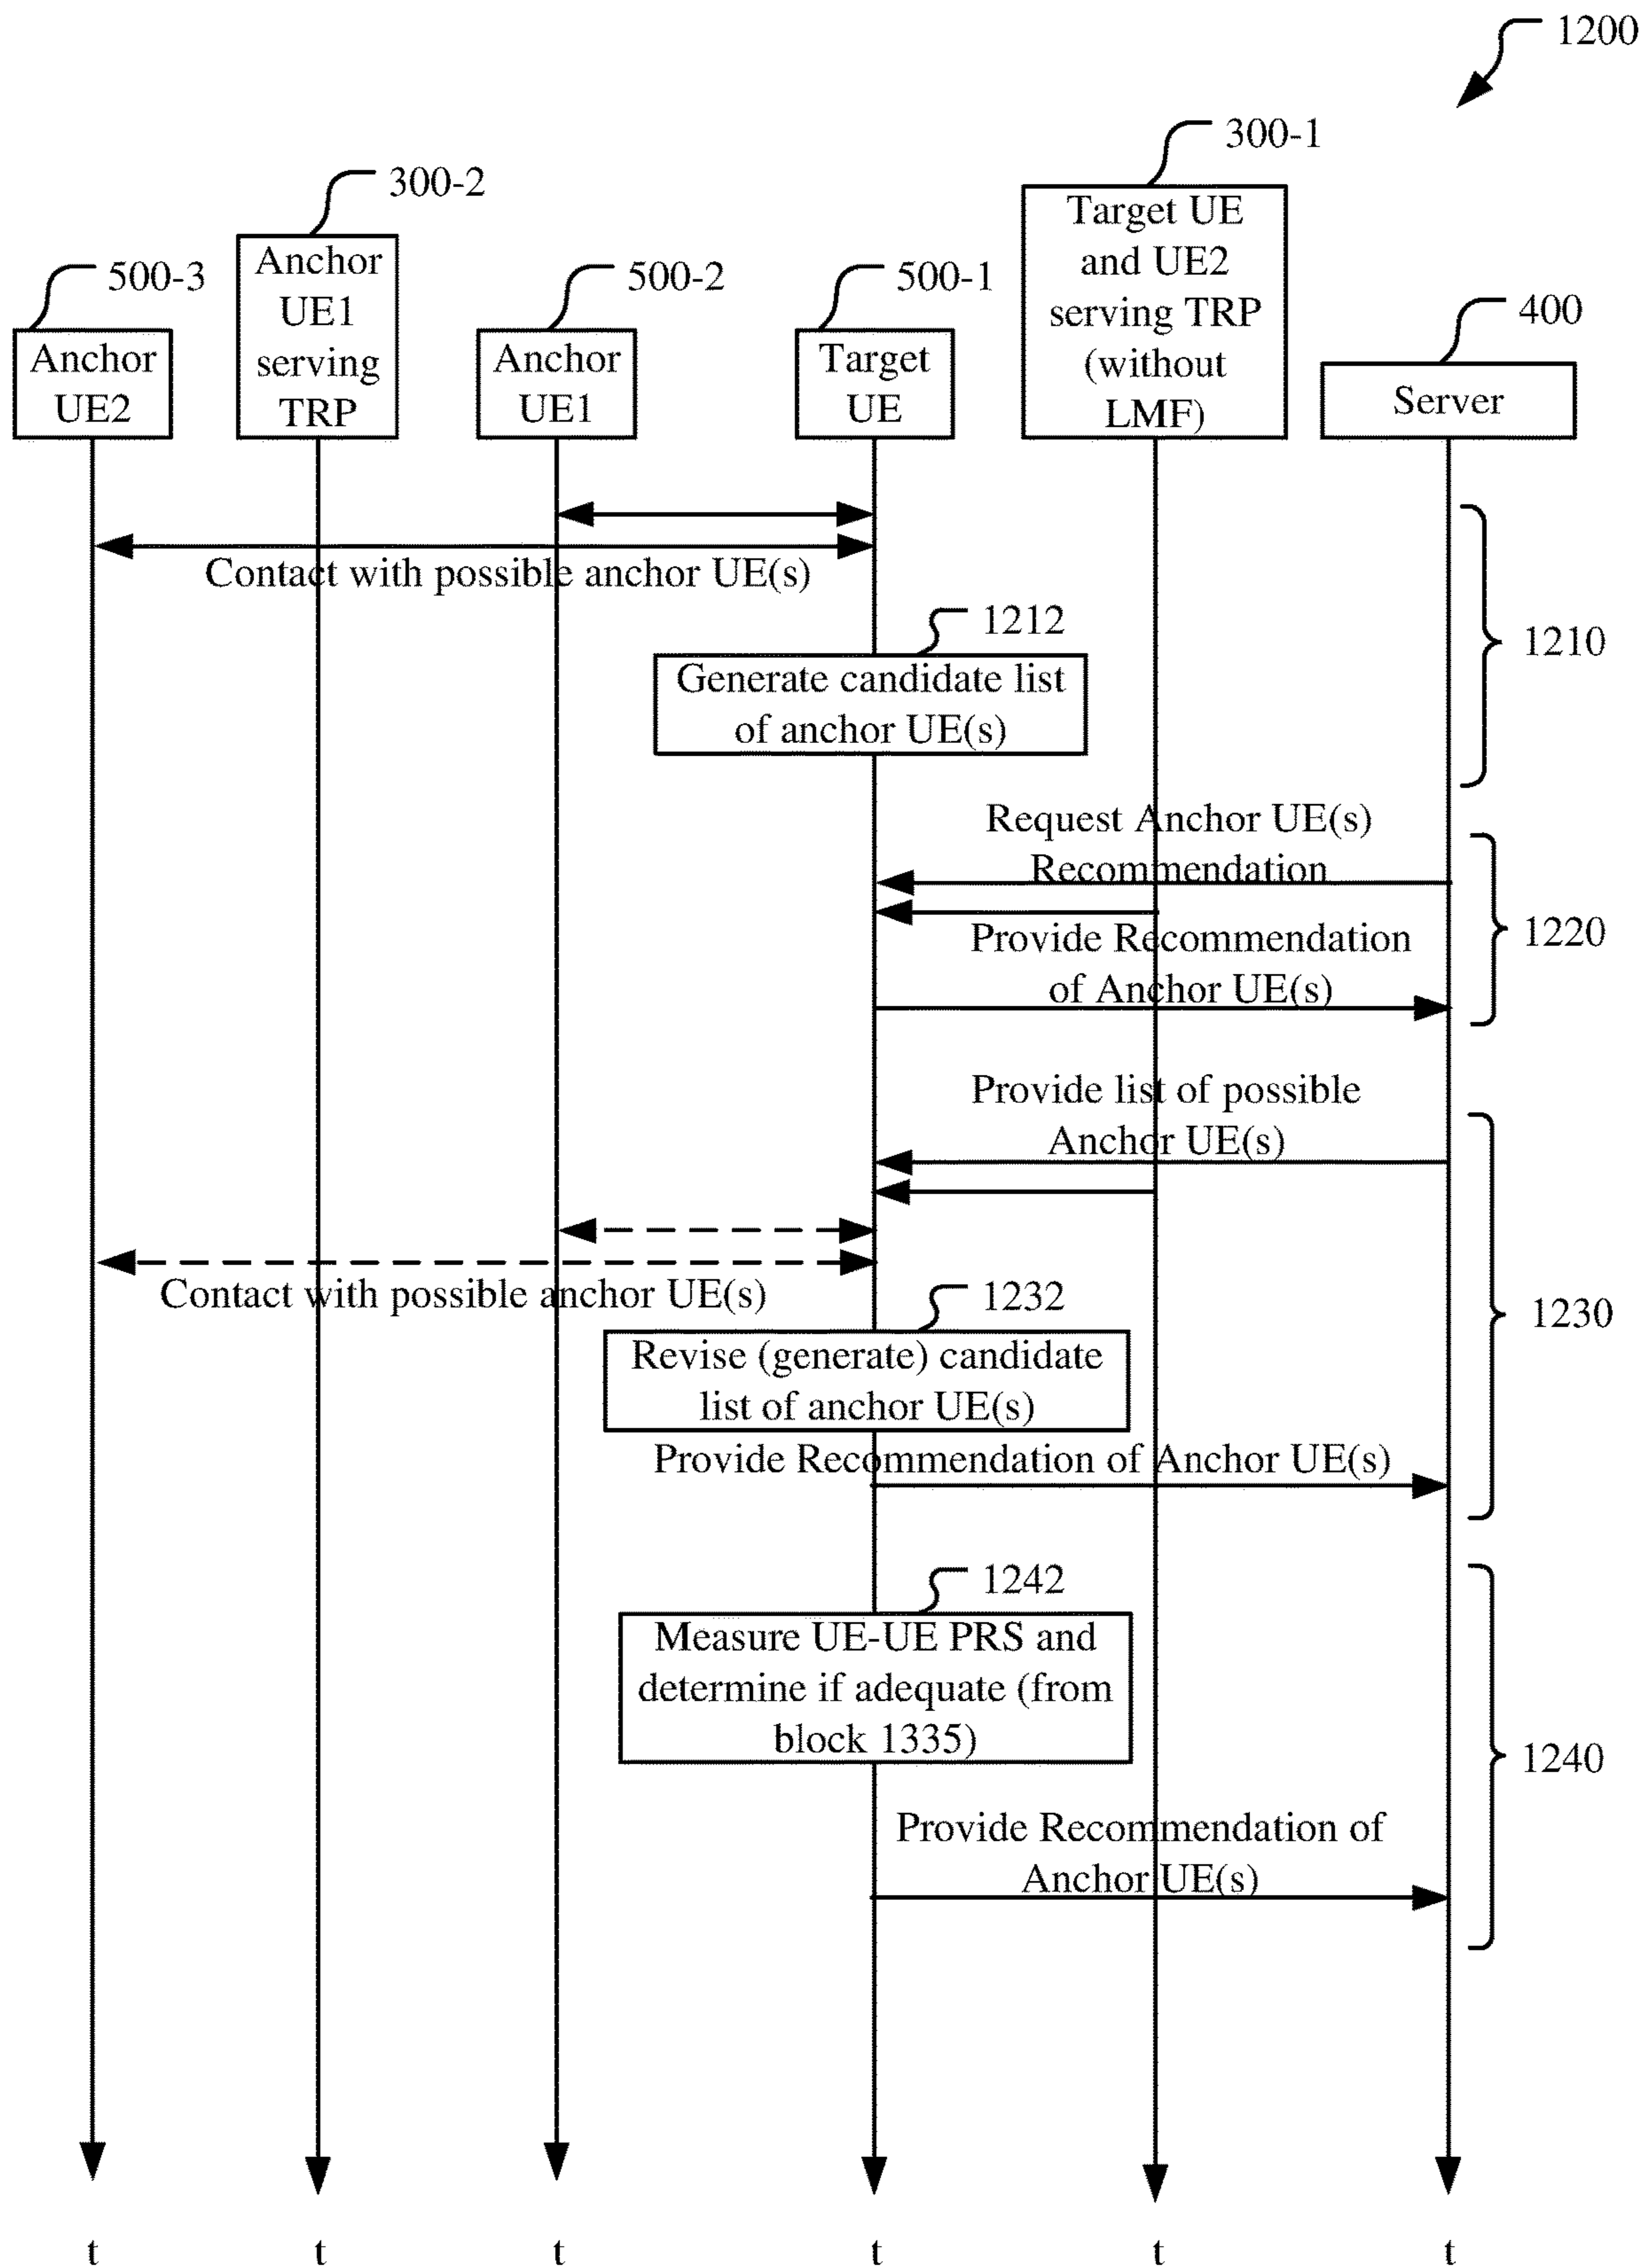 1200
300-1
300-2
500-3
500-2
500-1
400
Anchor
UE2
Anchor
UE1
serving
TRP
Anchor
UE1
Target
UE
Target UE
and UE2
serving TRP
(without
LMF)
Server
Contact with possible anchor UE(s)
1212
Generate candidate list
of anchor UE(s)
1210
Request Anchor UE(s)
Recommendation
Provide Recommendation
of Anchor UE(s)
1220
Provide list of possible
Anchor UE(s)
Contact with possible anchor UE(s)
1232
Revise (generate) candidate
list of anchor UE(s)
Provide Recommendation of Anchor UE(s)
1230
1242
Measure UE-UE PRS and
determine if adequate (from
block 1335)
Provide Recommendation of
Anchor UE(s)
1240
t t t t t t